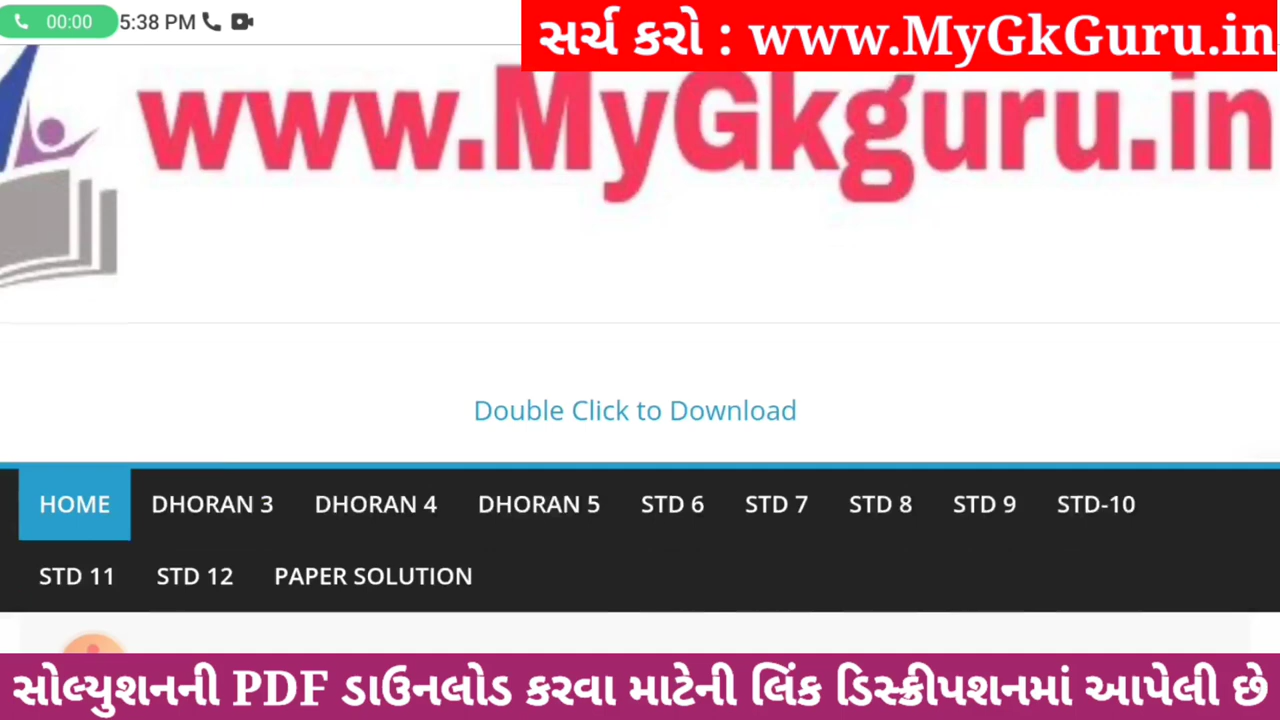 00:00 5:38 PM
સર્ચ કરો : www.MyGkGuru.in
www.MyGkguru.in
Double Click to Download
HOME DHORAN 3 DHORAN 4 DHORAN 5 STD 6 STD 7 STD 8 STD 9 STD-10
STD 11 STD 12 PAPER SOLUTION
સોલ્યુશનની PDF ડાઉનલોડ કરવા માટેની લિંક ડિસ્ક્રીપશનમાં આપેલી છે